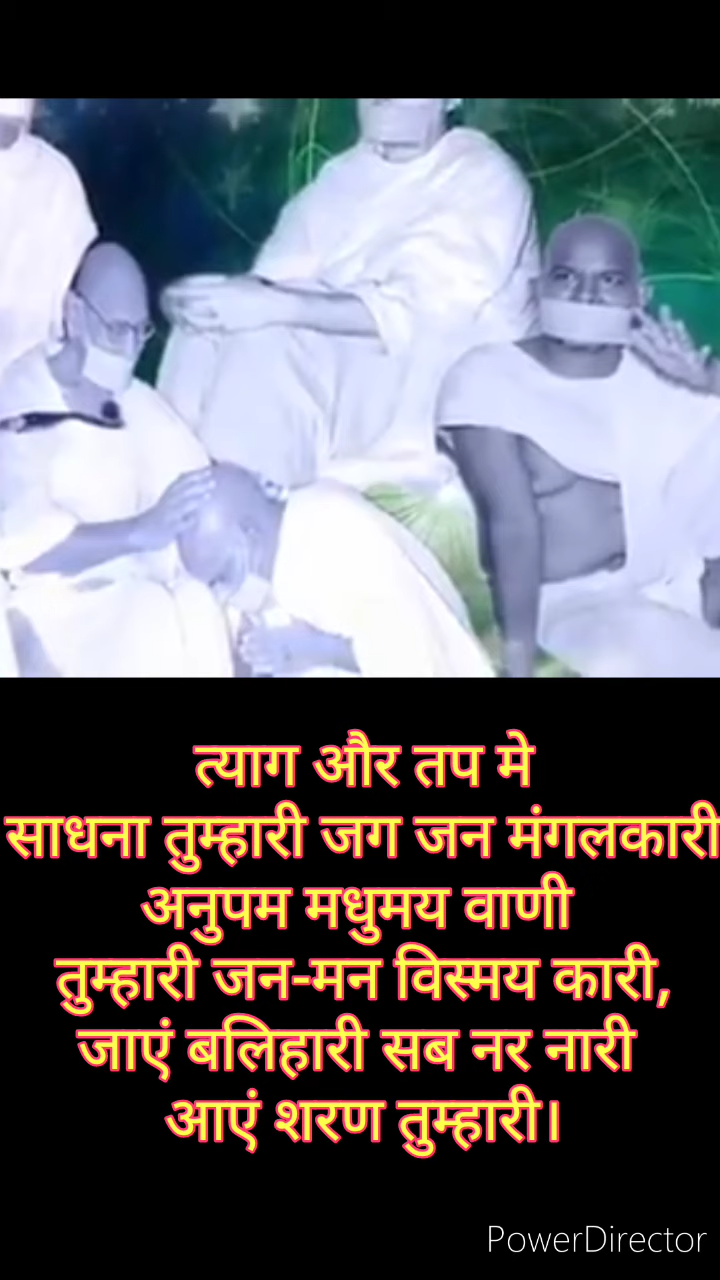 त्याग और तप मे
साधना तुम्हारी जग जन मंगलकारी
अनुपम मधुमय वाणी
तुम्हारी जन-मन विस्मय कारी,
जाएं बलिहारी सब नर नारी
आएं शरण तुम्हारी।
PowerDirector